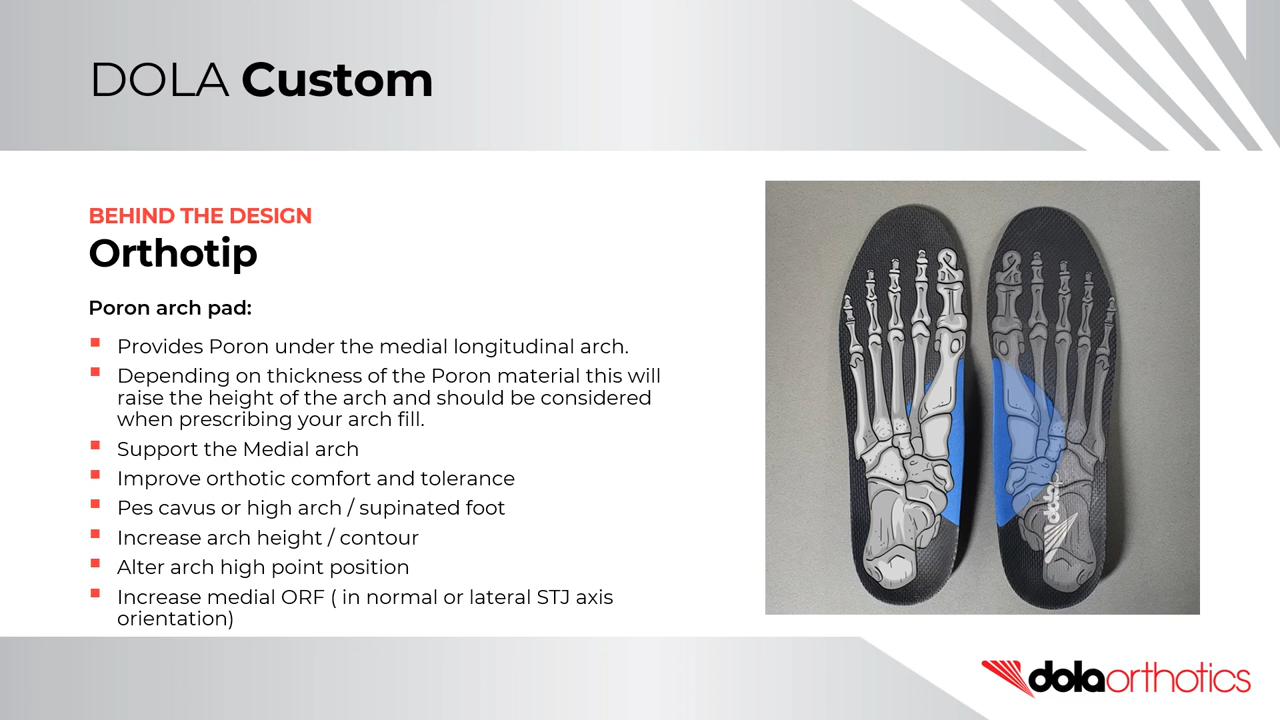 DOLA Custom
BEHIND THE DESIGN
Orthotip
Poron arch pad:
Provides Poron under the medial longitudinal arch.
Depending on thickness of the Poron material this will
raise the height of the arch and should be considered
when prescribing your arch fill.
Support the Medial arch
Improve orthotic comfort and tolerance
Pes cavus or high arch / supinated foot
Increase arch height / contour
Alter arch high point position
Increase medial ORF ( in normal or lateral STJ axis
orientation)
dola
dolaorthotics